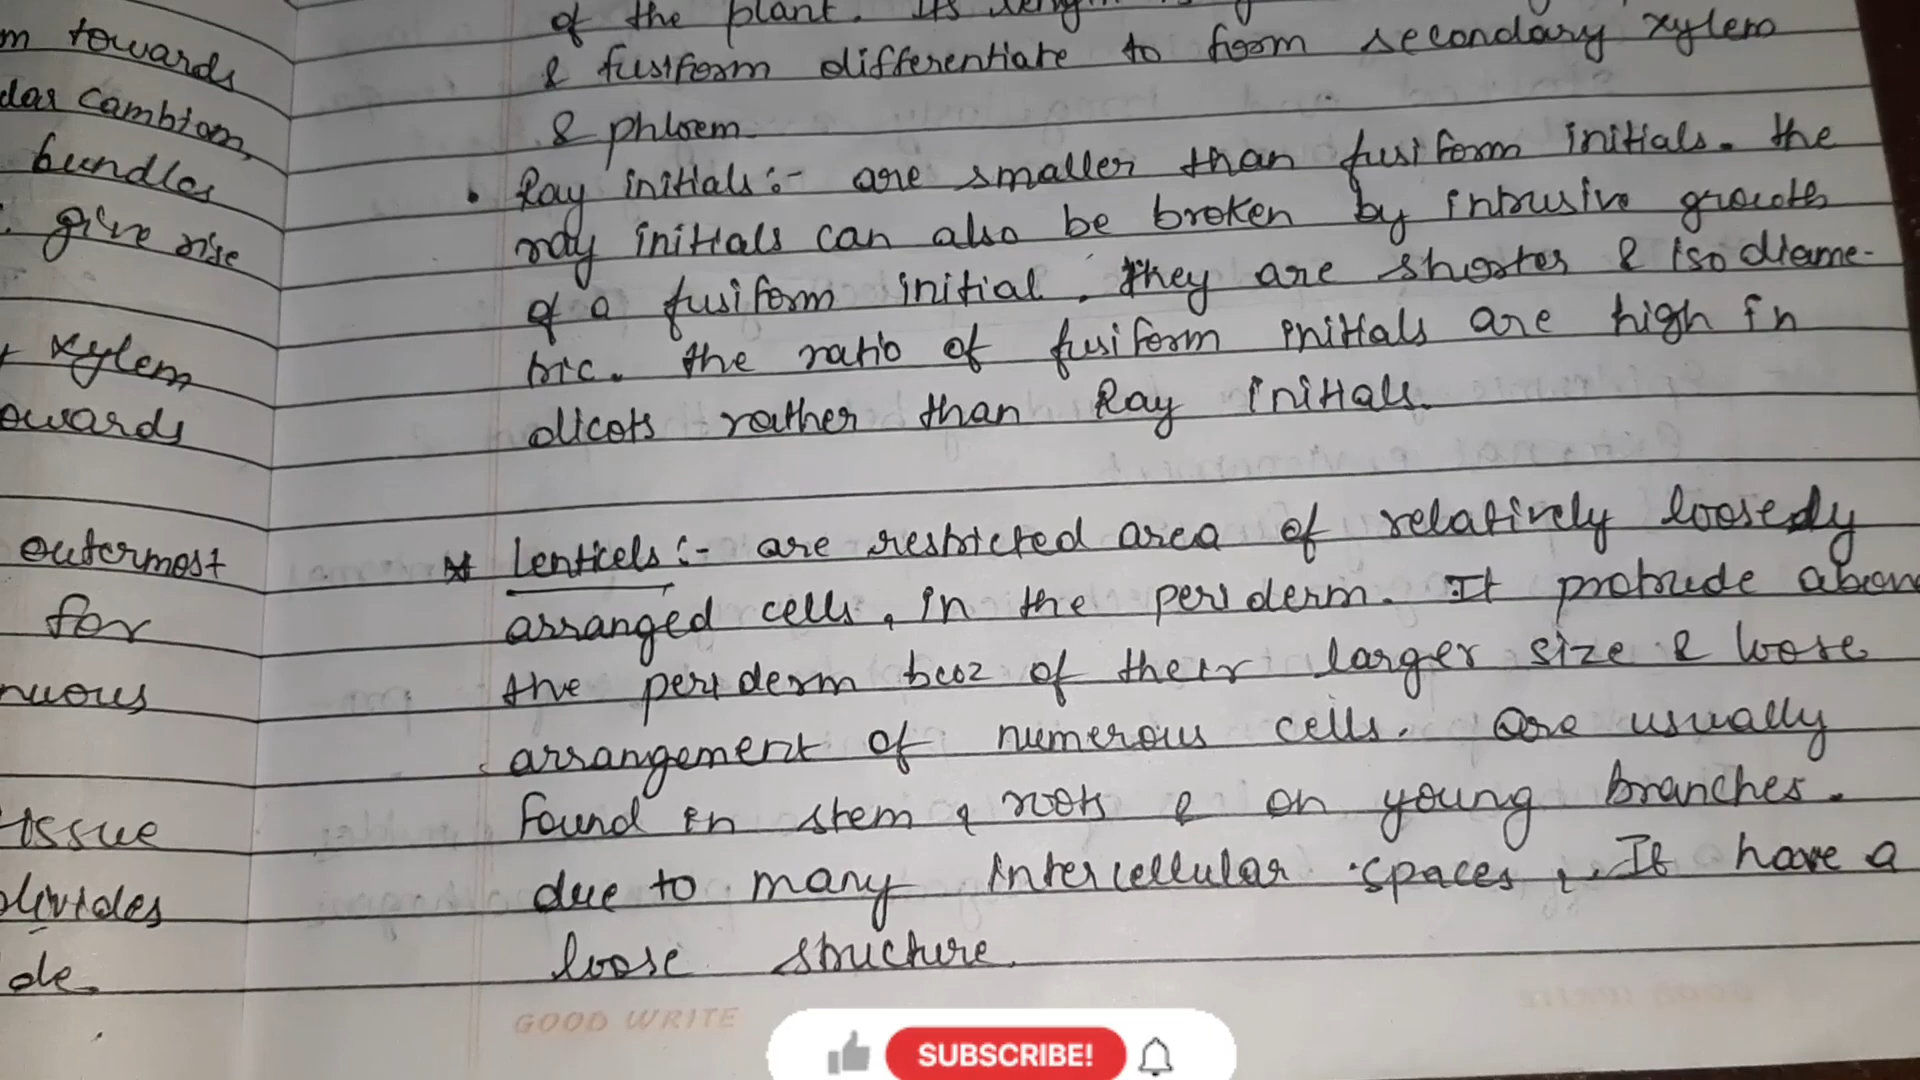 m towards
dar cambiam
bundles
give rise
xylem
owards
outermost
for
nuous
tissue
divides
de.
of the plant. Its
& fusiform differentiate to form secondary xylem
& phloem.
• Ray initials :- are smaller than fusiform initials. the
ray initials can also be broken by intrusive growth
of a fusiform initial. they are shorter & isodiame-
tric. the ratio of fusiform initials are high in
dicots rather than Ray initials.
* Lenticels :- are restricted area of relatively loosedly
arranged cells, in the periderm. It protrude above
the periderm bcoz of their larger size & loose
arrangement of numerous cells. are usually
found in stem, roots & on young branches.
due to many intercellular spaces, It have a
loose structure.
GOOD WRITE
SUBSCRIBE!